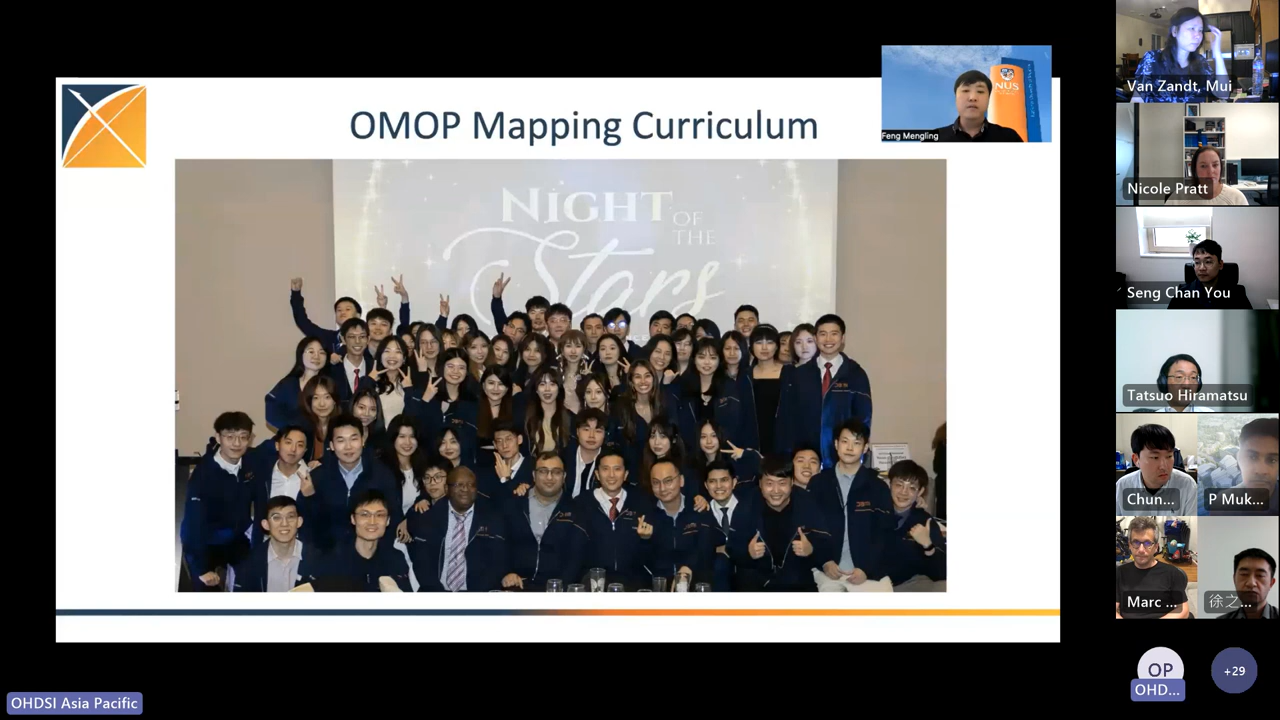 OMOP Mapping Curriculum
NUS
Feng Mengling
NIGHT
OF
THE
Stars
Van Zandt, Mui
Nicole Pratt
Seng Chan You
Tatsuo Hiramatsu
Chun...
P Muk...
Marc ...
徐之...
OP
OHD...
+29
OHDSI Asia Pacific